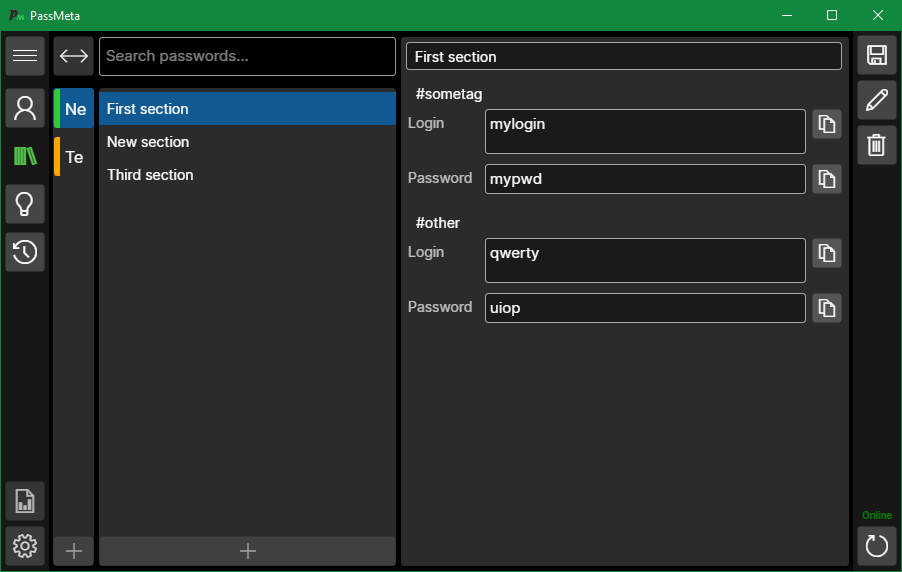 PassMeta
Search passwords...
Ne
Te
First section
New section
Third section
First section
#sometag
Login
mylogin
Password
mypwd
#other
Login
qwerty
Password
uiop
Online